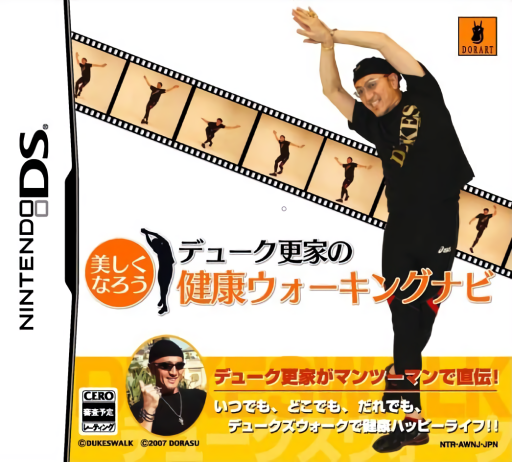 DORART
NINTENDO DS
DUKES
美しく
なろう
デューク更家の
健康ウォーキングナビ
デューク更家がマンツーマンで直伝!
いつでも、どこでも、だれでも、
デュークズウォークで健康ハッピーライフ!!
CERO
審査予定
レーティング
©DUKESWALK
©2007 DORASU
NTR-AWNJ-JPN